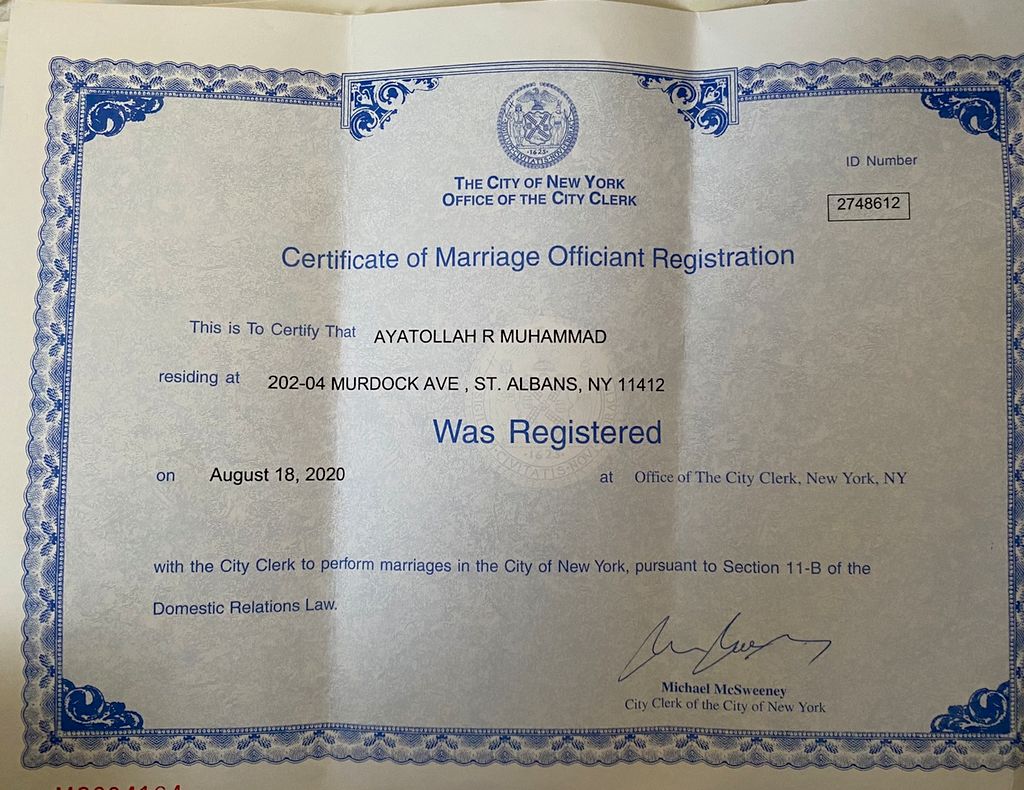 THE CITY OF NEW YORK
OFFICE OF THE CITY CLERK
ID Number
2748612
Certificate of Marriage Officiant Registration
This is To Certify That AYATOLLAH R MUHAMMAD
residing at 202-04 MURDOCK AVE , ST. ALBANS, NY 11412
Was Registered
on August 18, 2020 at Office of The City Clerk, New York, NY
with the City Clerk to perform marriages in the City of New York, pursuant to Section 11-B of the
Domestic Relations Law.
Michael McSweeney
City Clerk of the City of New York